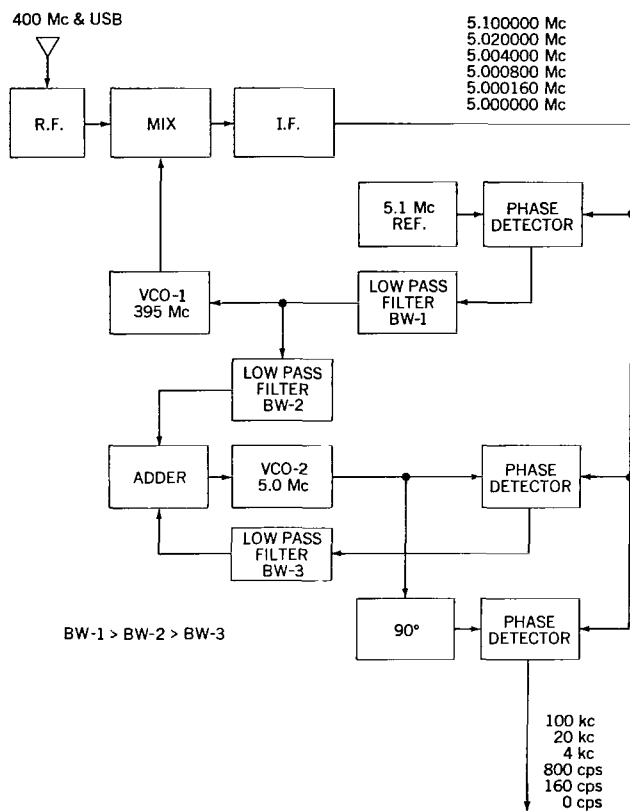 400 Mc & USB
5.100000 Mc
5.020000 Mc
5.004000 Mc
5.000800 Mc
5.000160 Mc
5.000000 Mc
R.F.
MIX
I.F.
5.1 Mc
REF.
PHASE
DETECTOR
VCO-1
395 Mc
LOW PASS
FILTER
BW-1
LOW PASS
FILTER
BW-2
ADDER
VCO-2
5.0 Mc
PHASE
DETECTOR
LOW PASS
FILTER
BW-3
BW-1 > BW-2 > BW-3
90°
PHASE
DETECTOR
100 kc
20 kc
4 kc
800 cps
160 cps
0 cps